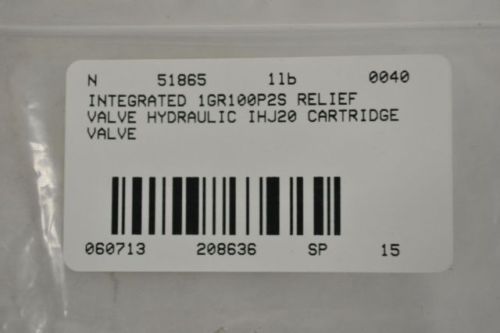 N 51865 1lb 0040
INTEGRATED 1GR100P2S RELIEF
VALVE HYDRAULIC IHJ20 CARTRIDGE
VALVE
060713 208636 SP 15